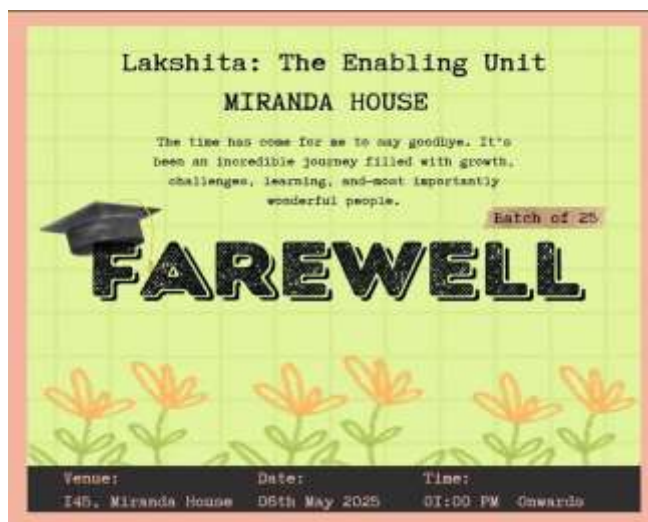 Lakshita: The Enabling Unit
MIRANDA HOUSE
The time has come for me to say goodbye. It's
been an incredible journey filled with growth,
challenges, learning, and—most importantly
wonderful people.
Batch of 25
FAREWELL
Venue: Date: Time:
I45, Miranda House 06th May 2025 01:00 PM Onwards